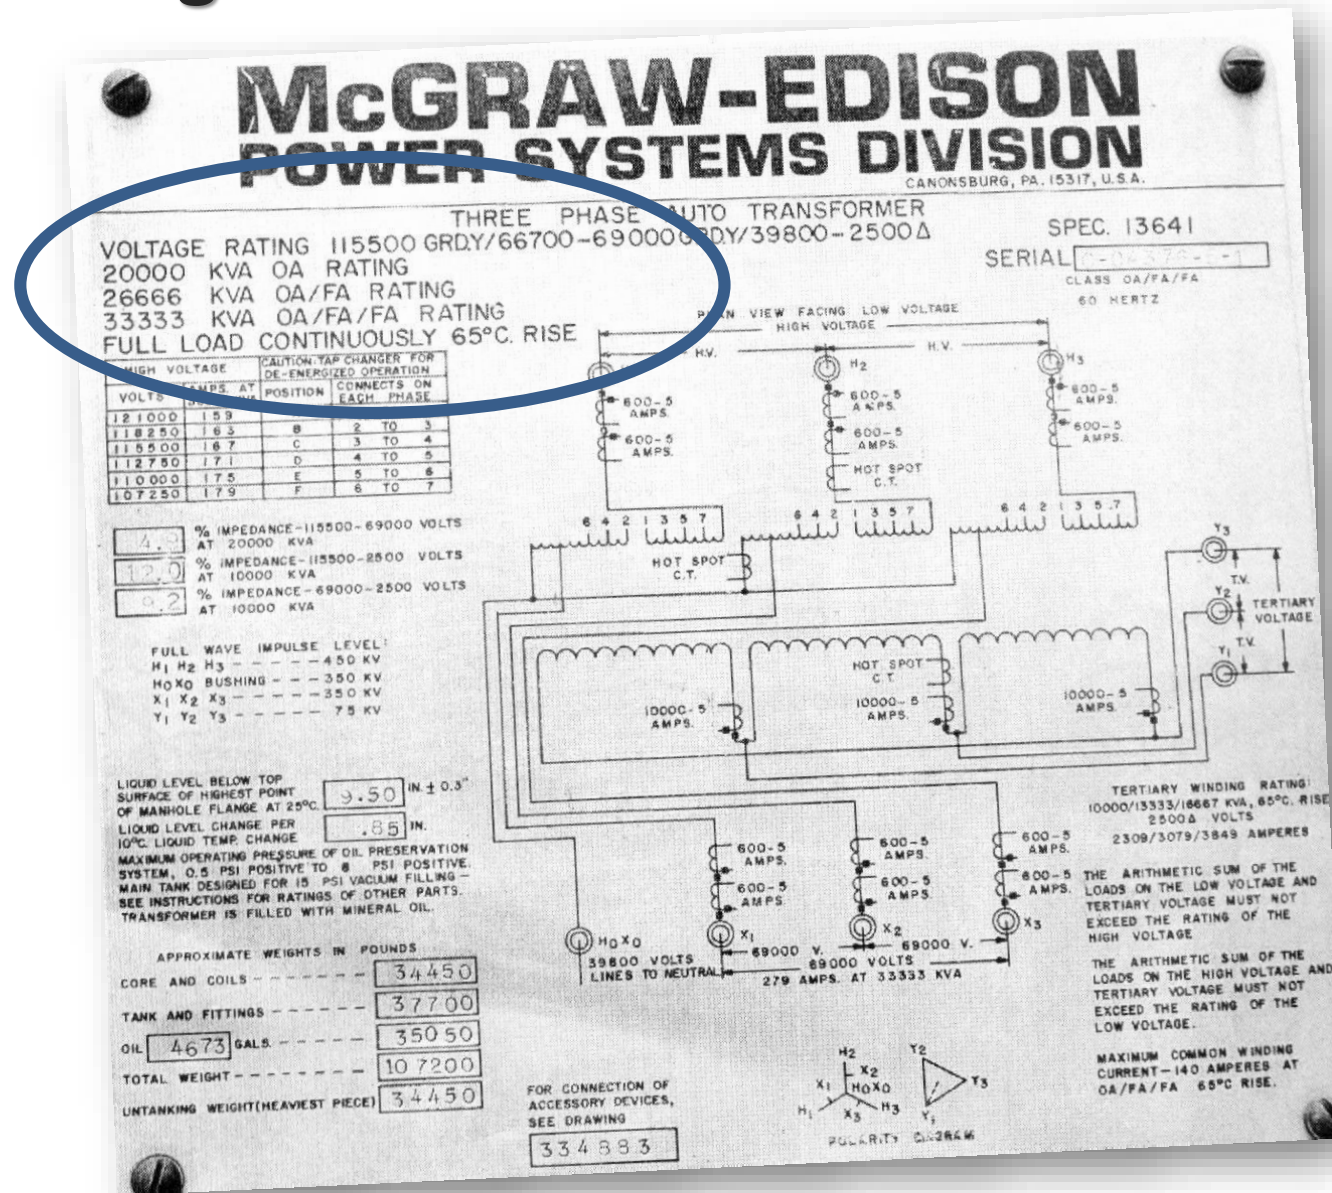 McGRAW-EDISON
POWER SYSTEMS DIVISION
CANONSBURG, PA. 15317, U.S.A.
THREE PHASE AUTO TRANSFORMER
VOLTAGE RATING 115500 GRDY/66700-69000 GRDY/39800-2500Δ
20000 KVA OA RATING
26666 KVA OA/FA RATING
33333 KVA OA/FA/FA RATING
FULL LOAD CONTINUOUSLY 65°C. RISE
SPEC. 13641
SERIAL
CLASS OA/FA/FA
60 HERTZ
HIGH VOLTAGE
CAUTION-TAP CHANGER FOR DE-ENERGIZED OPERATION
VOLTS AMPS. AT POSITION CONNECTS ON EACH PHASE
121000 159
118250 163 B 2 TO 3
115500 167 C 3 TO 4
112750 171 D 4 TO 5
110000 175 E 5 TO 6
107250 179 F 6 TO 7
% IMPEDANCE-115500-69000 VOLTS
AT 20000 KVA
12.0 % IMPEDANCE-115500-2500 VOLTS
AT 10000 KVA
% IMPEDANCE-69000-2500 VOLTS
AT 10000 KVA
FULL WAVE IMPULSE LEVEL:
H1 H2 H3 - - - - - - 450 KV
H0X0 BUSHING - - - 350 KV
X1 X2 X3 - - - - - - 350 KV
Y1 Y2 Y3 - - - - - - 75 KV
LIQUID LEVEL BELOW TOP
SURFACE OF HIGHEST POINT
OF MANHOLE FLANGE AT 25°C. 9.50 IN. ± 0.3"
LIQUID LEVEL CHANGE PER
10°C. LIQUID TEMP. CHANGE .85 IN.
MAXIMUM OPERATING PRESSURE OF OIL PRESERVATION
SYSTEM, 0.5 PSI POSITIVE TO 8 PSI POSITIVE.
MAIN TANK DESIGNED FOR 15 PSI VACUUM FILLING-
SEE INSTRUCTIONS FOR RATINGS OF OTHER PARTS.
TRANSFORMER IS FILLED WITH MINERAL OIL.
APPROXIMATE WEIGHTS IN POUNDS
CORE AND COILS - - - - - - 34450
TANK AND FITTINGS - - - - - - 37700
OIL 4673 GALS. - - - - - 35050
TOTAL WEIGHT - - - - - - - 107200
UNTANKING WEIGHT(HEAVIEST PIECE) 34450
PLAN VIEW FACING LOW VOLTAGE
HIGH VOLTAGE
H.V. H.V.
H2 H3
600-5 AMPS. 600-5 AMPS. 600-5 AMPS.
600-5 AMPS. 600-5 AMPS. 600-5 AMPS.
HOT SPOT C.T.
6 4 2 1 3 5 7 6 4 2 1 3 5 7 6 4 2 1 3 5 7
HOT SPOT C.T.
Y3
T.V.
Y2
TERTIARY VOLTAGE
T.V.
Y1
HOT SPOT C.T.
10000-5 AMPS. 10000-5 AMPS. 10000-5 AMPS.
600-5 AMPS. 600-5 AMPS. 600-5 AMPS.
600-5 AMPS. 600-5 AMPS. 600-5 AMPS.
H0X0 X1 X2 X3
39800 VOLTS
LINES TO NEUTRAL
69000 V. 69000 V.
69000 VOLTS
279 AMPS. AT 33333 KVA
TERTIARY WINDING RATING:
10000/13333/16667 KVA, 65°C. RISE
2500Δ VOLTS
2309/3079/3849 AMPERES
THE ARITHMETIC SUM OF THE
LOADS ON THE LOW VOLTAGE AND
TERTIARY VOLTAGE MUST NOT
EXCEED THE RATING OF THE
HIGH VOLTAGE
THE ARITHMETIC SUM OF THE
LOADS ON THE HIGH VOLTAGE AND
TERTIARY VOLTAGE MUST NOT
EXCEED THE RATING OF THE
LOW VOLTAGE.
MAXIMUM COMMON WINDING
CURRENT-140 AMPERES AT
OA/FA/FA 65°C RISE.
FOR CONNECTION OF
ACCESSORY DEVICES,
SEE DRAWING
334883
H2 X2 X1 H0X0 H1 X3 H3
Y2 Y3 Y1
POLARITY DIAGRAM